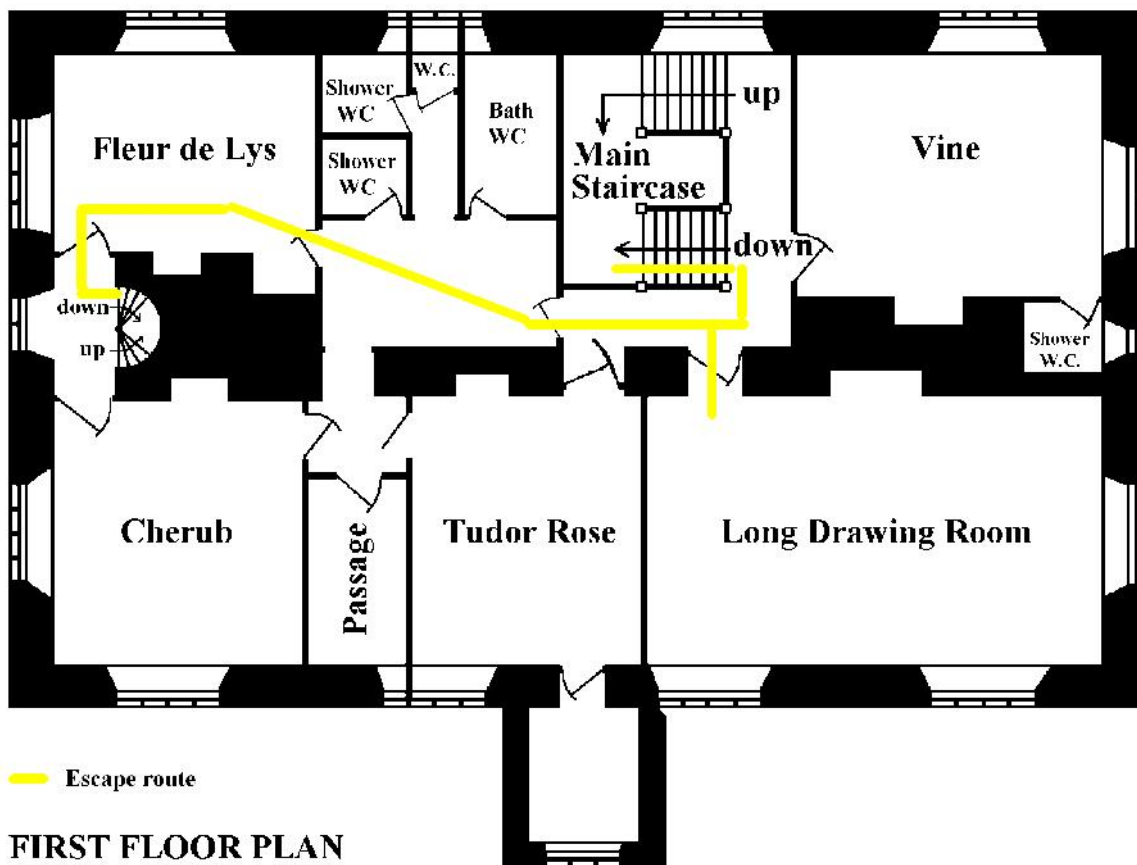 W.C.
Shower
WC
up
Bath
WC
Fleur de Lys
Main
Staircase
Vine
Shower
WC
down
down
up
Shower
W.C.
Cherub
Passage
Tudor Rose
Long Drawing Room
Escape route
FIRST FLOOR PLAN